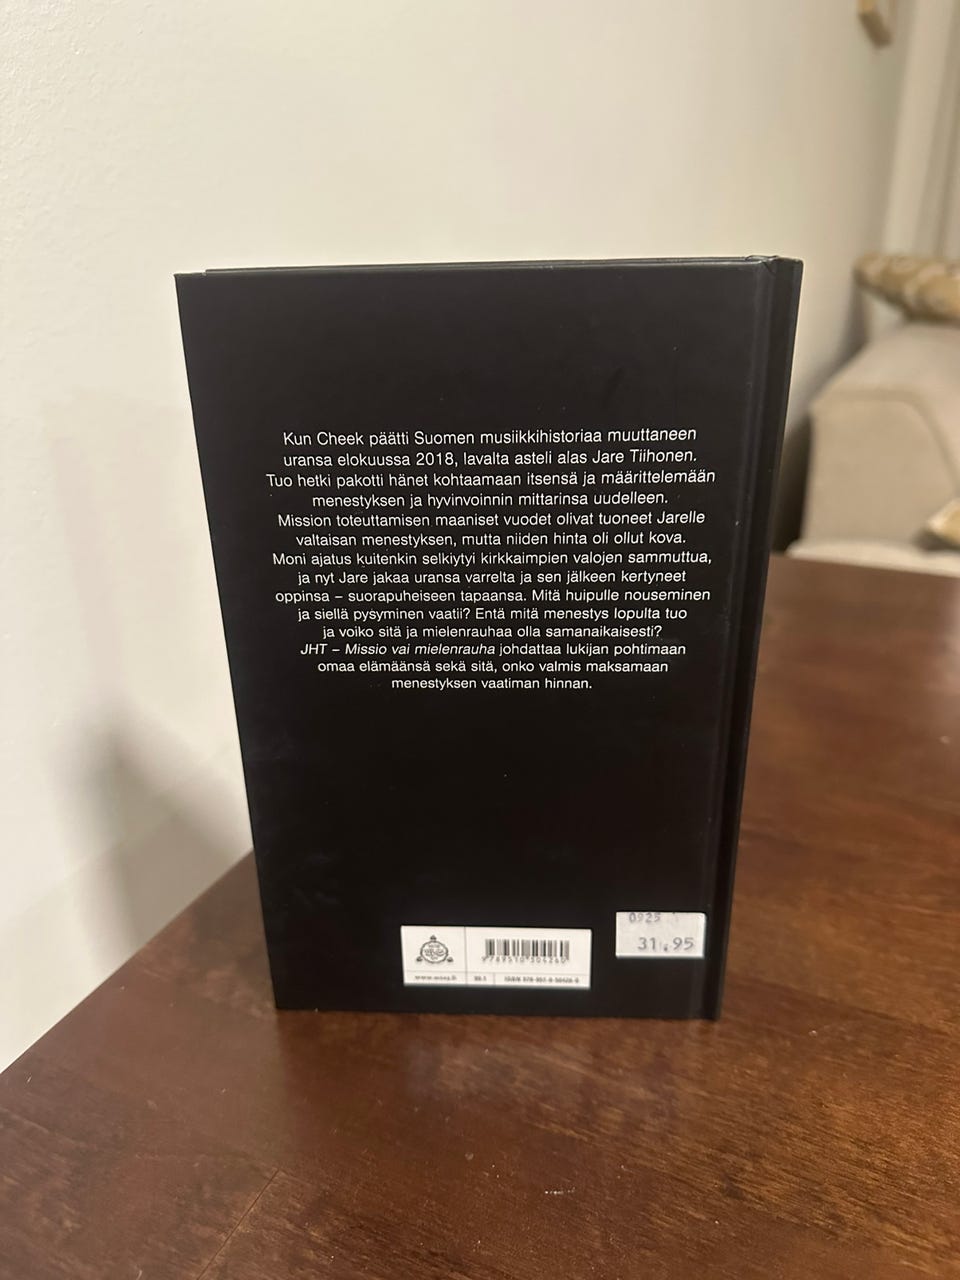 Kun Cheek päätti Suomen musiikkihistoriaa muuttaneen
uransa elokuussa 2018, lavalta asteli alas Jare Tiihonen.
Tuo hetki pakotti hänet kohtaamaan itsensä ja määrittelemään
menestyksen ja hyvinvoinnin mittarinsa uudelleen.
Mission toteuttamisen maaniset vuodet olivat tuoneet Jarelle
valtaisan menestyksen, mutta niiden hinta oli ollut kova.
Moni ajatus kuitenkin selkiytyi kirkkaimpien valojen sammuttua,
ja nyt Jare jakaa uransa varrelta ja sen jälkeen kertyneet
oppinsa – suorapuheiseen tapaansa. Mitä huipulle nouseminen
ja siellä pysyminen vaatii? Entä mitä menestys lopulta tuo
ja voiko sitä ja mielenrauhaa olla samanaikaisesti?
JHT – Missio vai mielenrauha johdattaa lukijan pohtimaan
omaa elämäänsä sekä sitä, onko valmis maksamaan
menestyksen vaatiman hinnan.
0925
31.95
9789510504260
www.wsoy.fi
ISBN